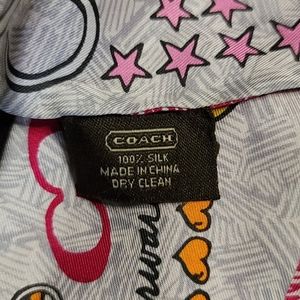 COACH
100% SILK
MADE IN CHINA
DRY CLEAN